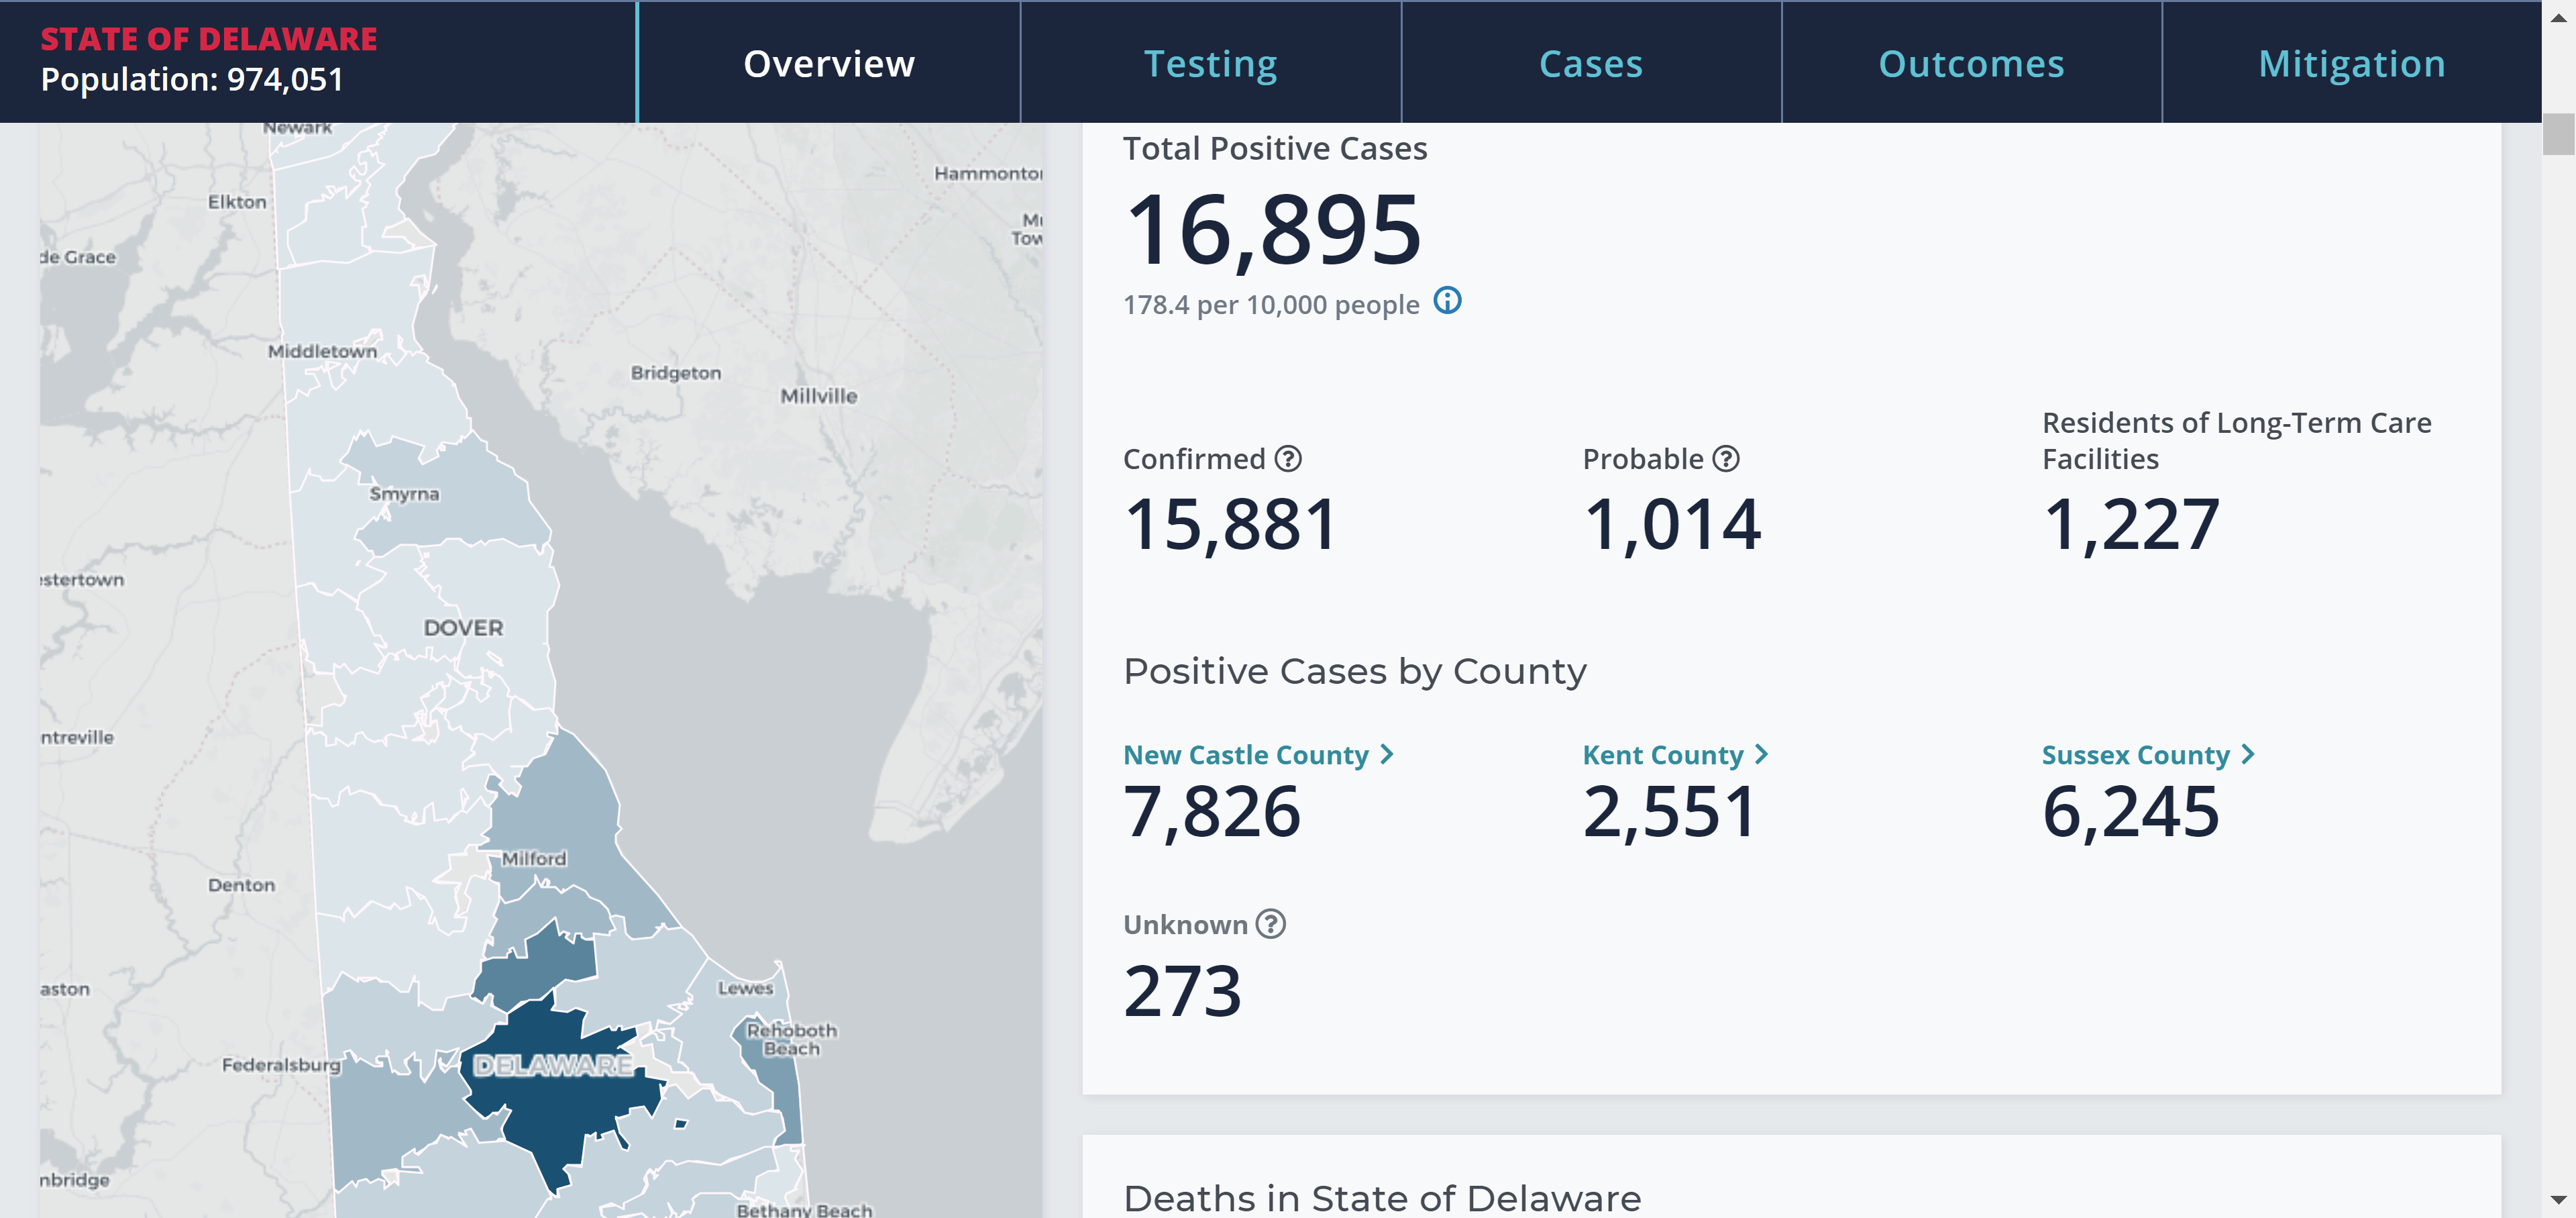 STATE OF DELAWARE
Population: 974,051
Overview
Testing
Cases
Outcomes
Mitigation
Newark
Elkton
de Grace
Middletown
Bridgeton
Millville
Smyrna
stertown
DOVER
ntreville
Milford
Denton
aston
Lewes
Rehoboth
Beach
Federalsburg
DELAWARE
nbridge
Bethany Beach
Hammonto
Tow
Total Positive Cases
16,895
178.4 per 10,000 people
Confirmed
15,881
Probable
1,014
Residents of Long-Term Care
Facilities
1,227
Positive Cases by County
New Castle County
7,826
Kent County
2,551
Sussex County
6,245
Unknown
273
Deaths in State of Delaware